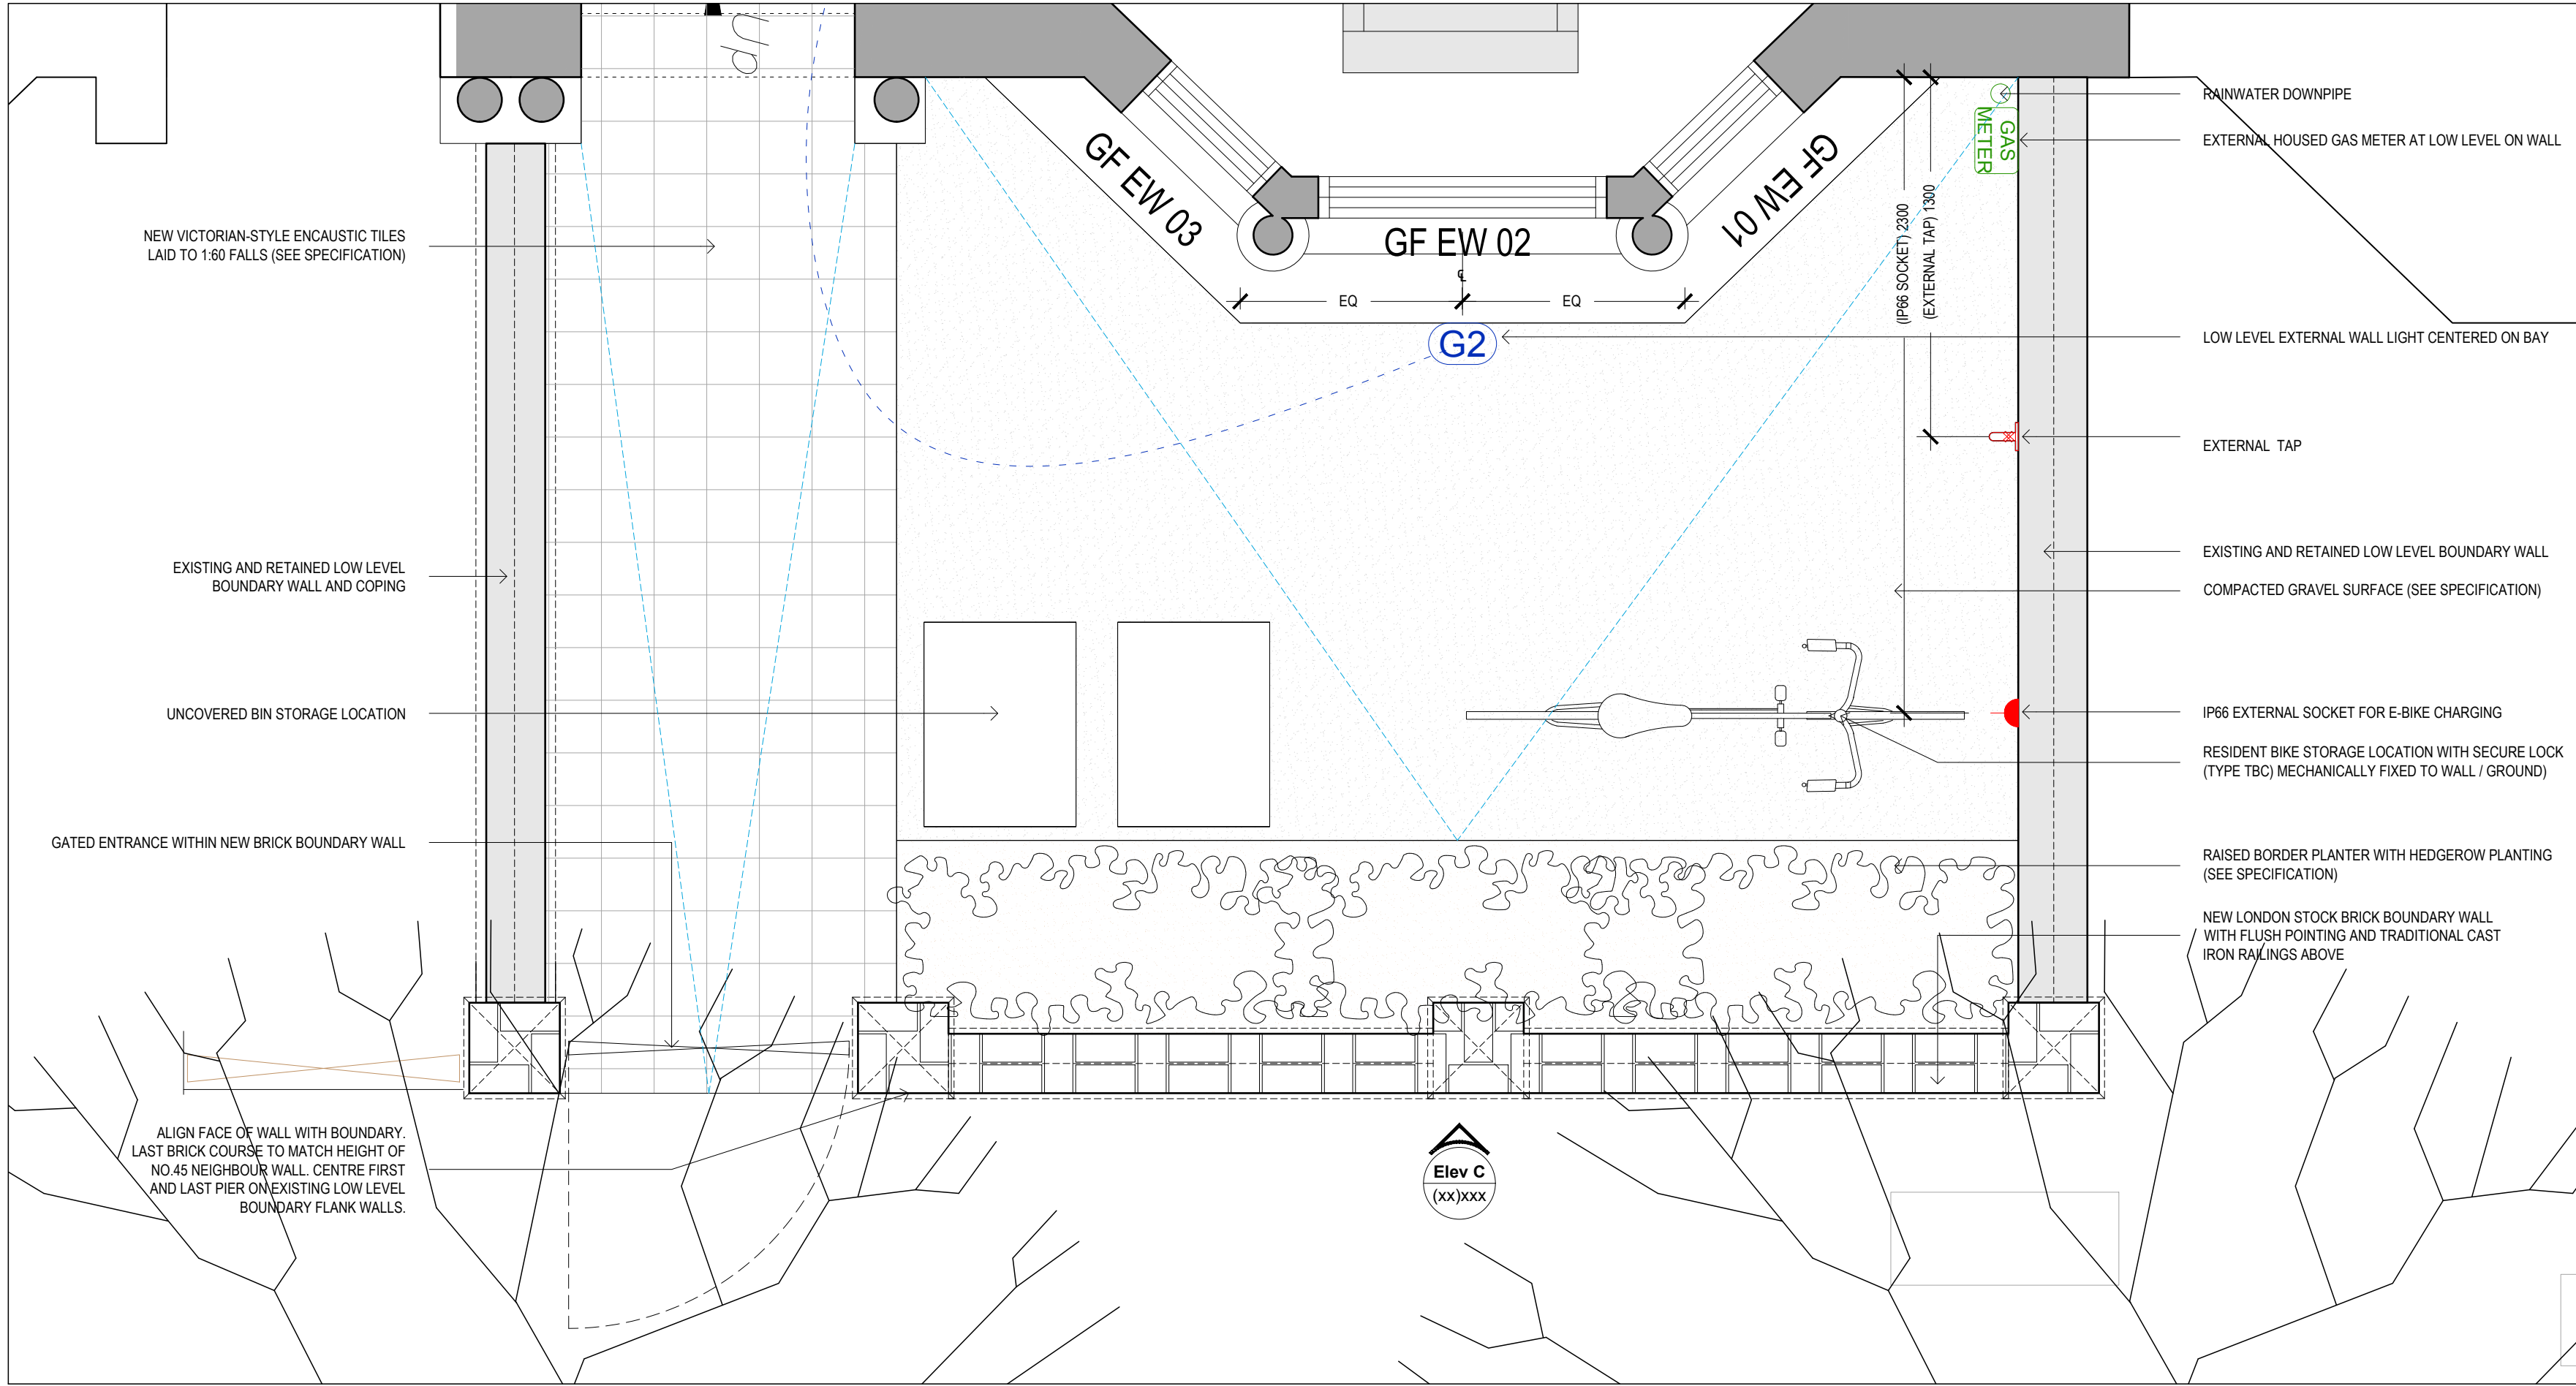 up
GF EW 03
GF EW 02
GF EW 01
℄
EQ
EQ
G2
(IP66 SOCKET) 2300
(EXTERNAL TAP) 1300
GAS
METER
NEW VICTORIAN-STYLE ENCAUSTIC TILES
LAID TO 1:60 FALLS (SEE SPECIFICATION)
EXISTING AND RETAINED LOW LEVEL
BOUNDARY WALL AND COPING
UNCOVERED BIN STORAGE LOCATION
GATED ENTRANCE WITHIN NEW BRICK BOUNDARY WALL
ALIGN FACE OF WALL WITH BOUNDARY.
LAST BRICK COURSE TO MATCH HEIGHT OF
NO.45 NEIGHBOUR WALL. CENTRE FIRST
AND LAST PIER ON EXISTING LOW LEVEL
BOUNDARY FLANK WALLS.
RAINWATER DOWNPIPE
EXTERNAL HOUSED GAS METER AT LOW LEVEL ON WALL
LOW LEVEL EXTERNAL WALL LIGHT CENTERED ON BAY
EXTERNAL TAP
EXISTING AND RETAINED LOW LEVEL BOUNDARY WALL
COMPACTED GRAVEL SURFACE (SEE SPECIFICATION)
IP66 EXTERNAL SOCKET FOR E-BIKE CHARGING
RESIDENT BIKE STORAGE LOCATION WITH SECURE LOCK
(TYPE TBC) MECHANICALLY FIXED TO WALL / GROUND)
RAISED BORDER PLANTER WITH HEDGEROW PLANTING
(SEE SPECIFICATION)
NEW LONDON STOCK BRICK BOUNDARY WALL
WITH FLUSH POINTING AND TRADITIONAL CAST
IRON RAILINGS ABOVE
Elev C
(xx)xxx